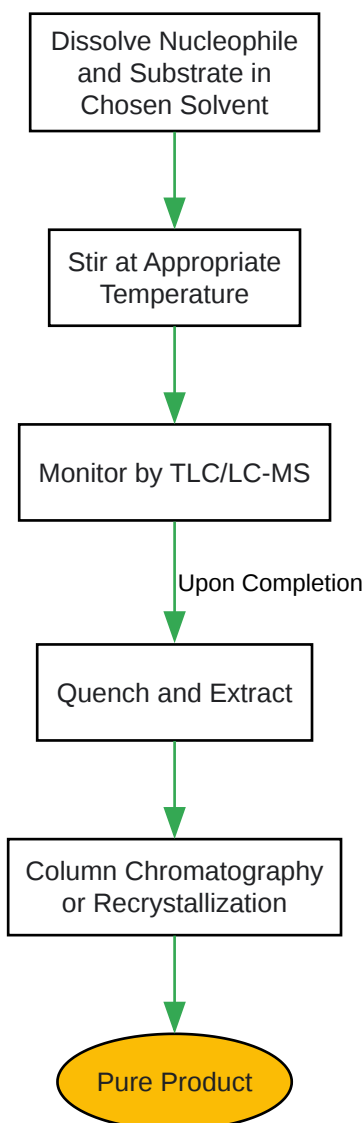 Dissolve Nucleophile
and Substrate in
Chosen Solvent
Stir at Appropriate
Temperature
Monitor by TLC/LC-MS
Upon Completion
Quench and Extract
Column Chromatography
or Recrystallization
Pure Product